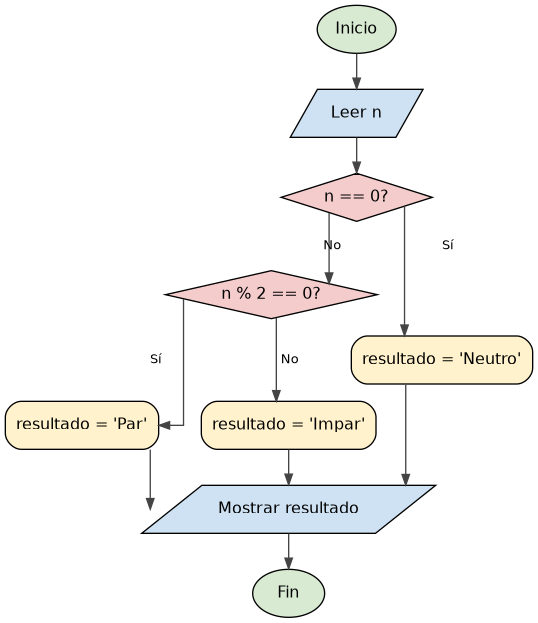 Inicio
Leer n
n == 0?
No
Sí
n % 2 == 0?
Sí
No
resultado = 'Neutro'
resultado = 'Par'
resultado = 'Impar'
Mostrar resultado
Fin